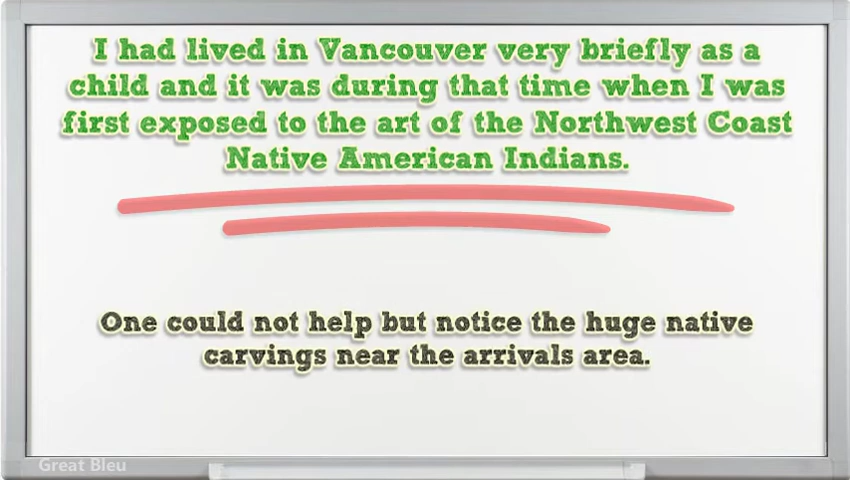 I had lived in Vancouver very briefly as a
child and it was during that time when I was
first exposed to the art of the Northwest Coast
Native American Indians.
One could not help but notice the huge native
carvings near the arrivals area.
Great Bleu